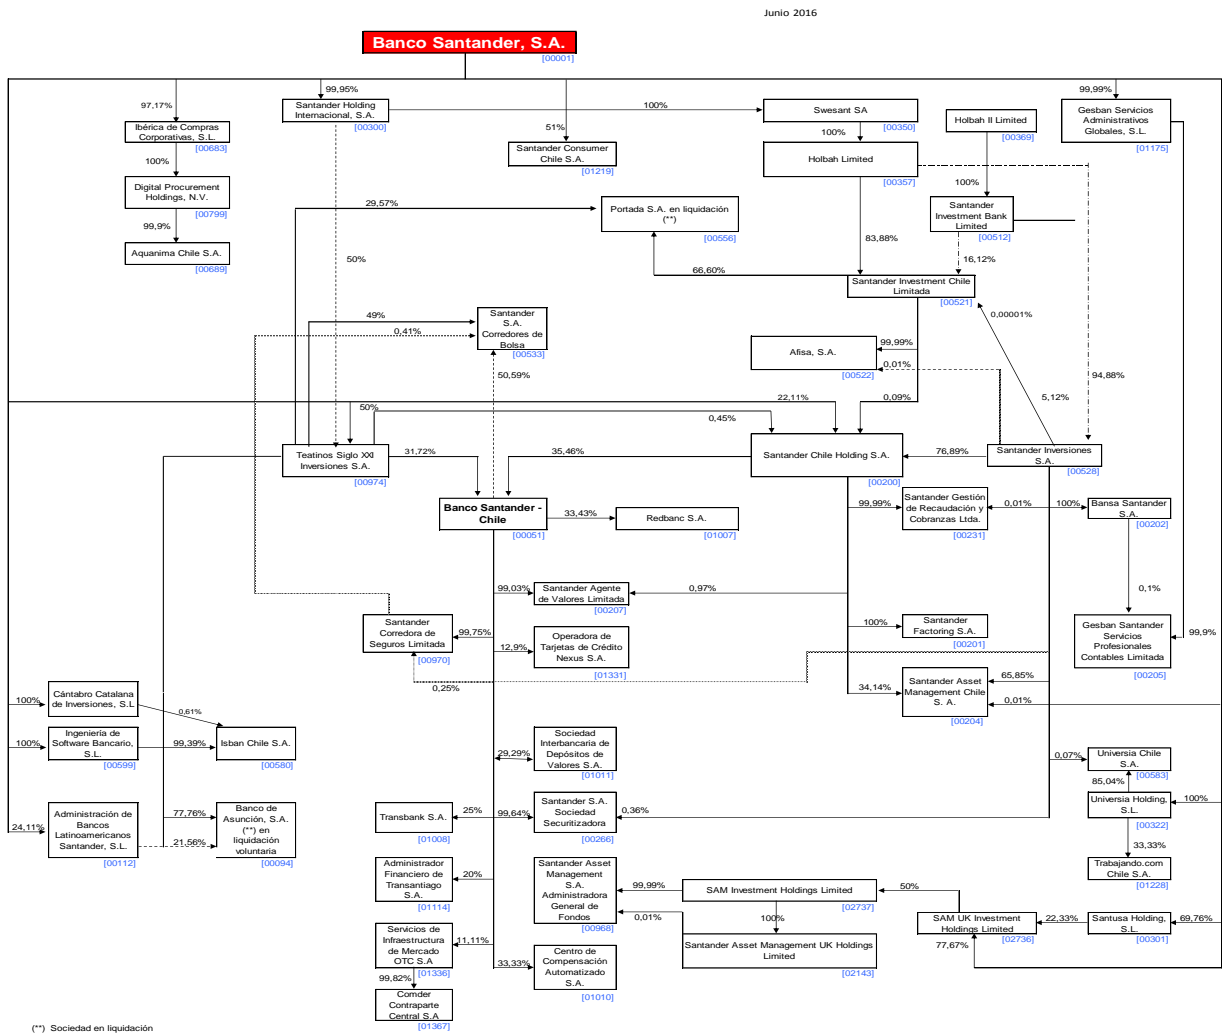 Junio 2016
Banco Santander, S.A.
[00001]
99,95%
99,99%
97,17%
Santander Holding
Internacional, S.A.
[00300]
100%
Swesant SA
[00350]
Holbah II Limited
[00369]
Gesban Servicios
Administrativos
Globales, S.L.
[01175]
Ibérica de Compras
Corporativas, S.L.
[00683]
51%
Santander Consumer
Chile S.A.
[01219]
100%
Holbah Limited
[00357]
100%
Digital Procurement
Holdings, N.V.
[00799]
100%
29,57%
Portada S.A. en liquidación
(**)
[00556]
Santander
Investment Bank
Limited
[00512]
99,9%
Aquanima Chile S.A.
[00689]
50%
83,88%
16,12%
66,60%
Santander Investment Chile
Limitada
[00521]
49%
0,41%
Santander
S.A.
Corredores de
Bolsa
[00533]
0,00001%
Afisa, S.A.
[00522]
99,99%
0,01%
50,59%
94,88%
22,11%
0,09%
5,12%
50%
0,45%
Teatinos Siglo XXI
Inversiones S.A.
[00974]
31,72%
35,46%
Santander Chile Holding S.A.
[00200]
76,89%
Santander Inversiones
S.A.
[00528]
Banco Santander -
Chile
[00051]
33,43%
Redbanc S.A.
[01007]
99,99%
Santander Gestión
de Recaudación y
Cobranzas Ltda.
[00231]
0,01%
100%
Bansa Santander
S.A.
[00202]
99,03%
Santander Agente
de Valores Limitada
[00207]
0,97%
0,1%
Santander
Corredora de
Seguros Limitada
[00970]
99,75%
12,9%
Operadora de
Tarjetas de Crédito
Nexus S.A.
[01331]
100%
Santander
Factoring S.A.
[00201]
Gesban Santander
Servicios
Profesionales
Contables Limitada
[00205]
99,9%
0,25%
34,14%
Santander Asset
Management Chile
S. A.
[00204]
65,85%
0,01%
100%
Cántabro Catalana
de Inversiones, S.L
0,61%
100%
Ingeniería de
Software Bancario,
S.L.
[00599]
99,39%
Isban Chile S.A.
[00580]
29,29%
Sociedad
Interbancaria de
Depósitos de
Valores S.A.
[01011]
0,07%
Universia Chile
S.A.
[00583]
85,04%
24,11%
Administración de
Bancos
Latinoamericanos
Santander, S.L.
[00112]
77,76%
21,56%
Banco de
Asunción, S.A.
(**) en
liquidación
voluntaria
[00094]
Transbank S.A.
[01008]
25%
99,64%
Santander S.A.
Sociedad
Securitizadora
[00266]
0,36%
Universia Holding,
S.L.
[00322]
100%
33,33%
Trabajando.com
Chile S.A.
[01228]
Administrador
Financiero de
Transantiago
S.A.
[01114]
20%
Santander Asset
Management
S.A.
Administradora
General de
Fondos
[00968]
99,99%
0,01%
SAM Investment Holdings Limited
[02737]
100%
Santander Asset Management UK Holdings
Limited
[02143]
50%
SAM UK Investment
Holdings Limited
[02736]
77,67%
22,33%
Santusa Holding,
S.L.
[00301]
69,76%
Servicios de
Infraestructura
de Mercado
OTC S.A
[01336]
11,11%
33,33%
Centro de
Compensación
Automatizado
S.A.
[01010]
99,82%
Comder
Contraparte
Central S.A
[01367]
(**) Sociedad en liquidación